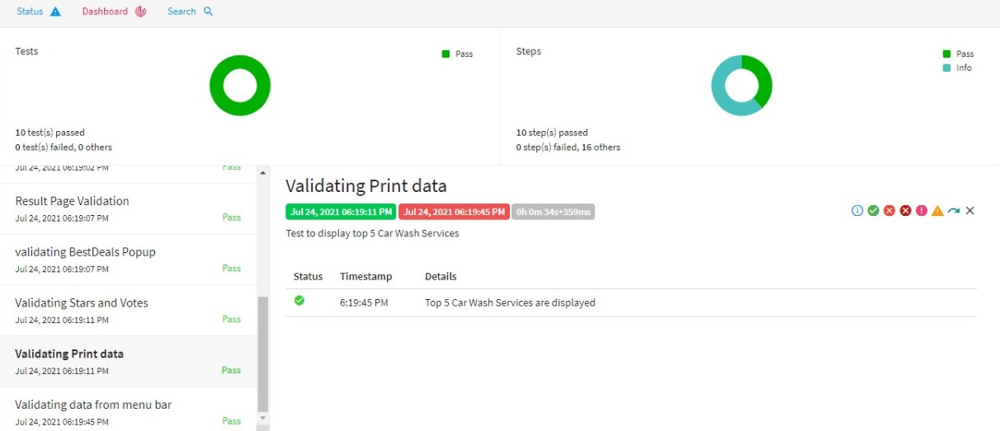 Status Dashboard Search
Tests
Pass
10 test(s) passed
0 test(s) failed, 0 others
Steps
Pass
Info
10 step(s) passed
0 step(s) failed, 16 others
Jul 24, 2021 06:19:02 PM Pass
Result Page Validation
Jul 24, 2021 06:19:07 PM Pass
validating BestDeals Popup
Jul 24, 2021 06:19:07 PM Pass
Validating Stars and Votes
Jul 24, 2021 06:19:11 PM Pass
Validating Print data
Jul 24, 2021 06:19:11 PM Pass
Validating data from menu bar
Jul 24, 2021 06:19:45 PM Pass
Validating Print data
Jul 24, 2021 06:19:11 PM Jul 24, 2021 06:19:45 PM 0h 0m 34s+359ms
Test to display top 5 Car Wash Services
Status Timestamp Details
6:19:45 PM Top 5 Car Wash Services are displayed